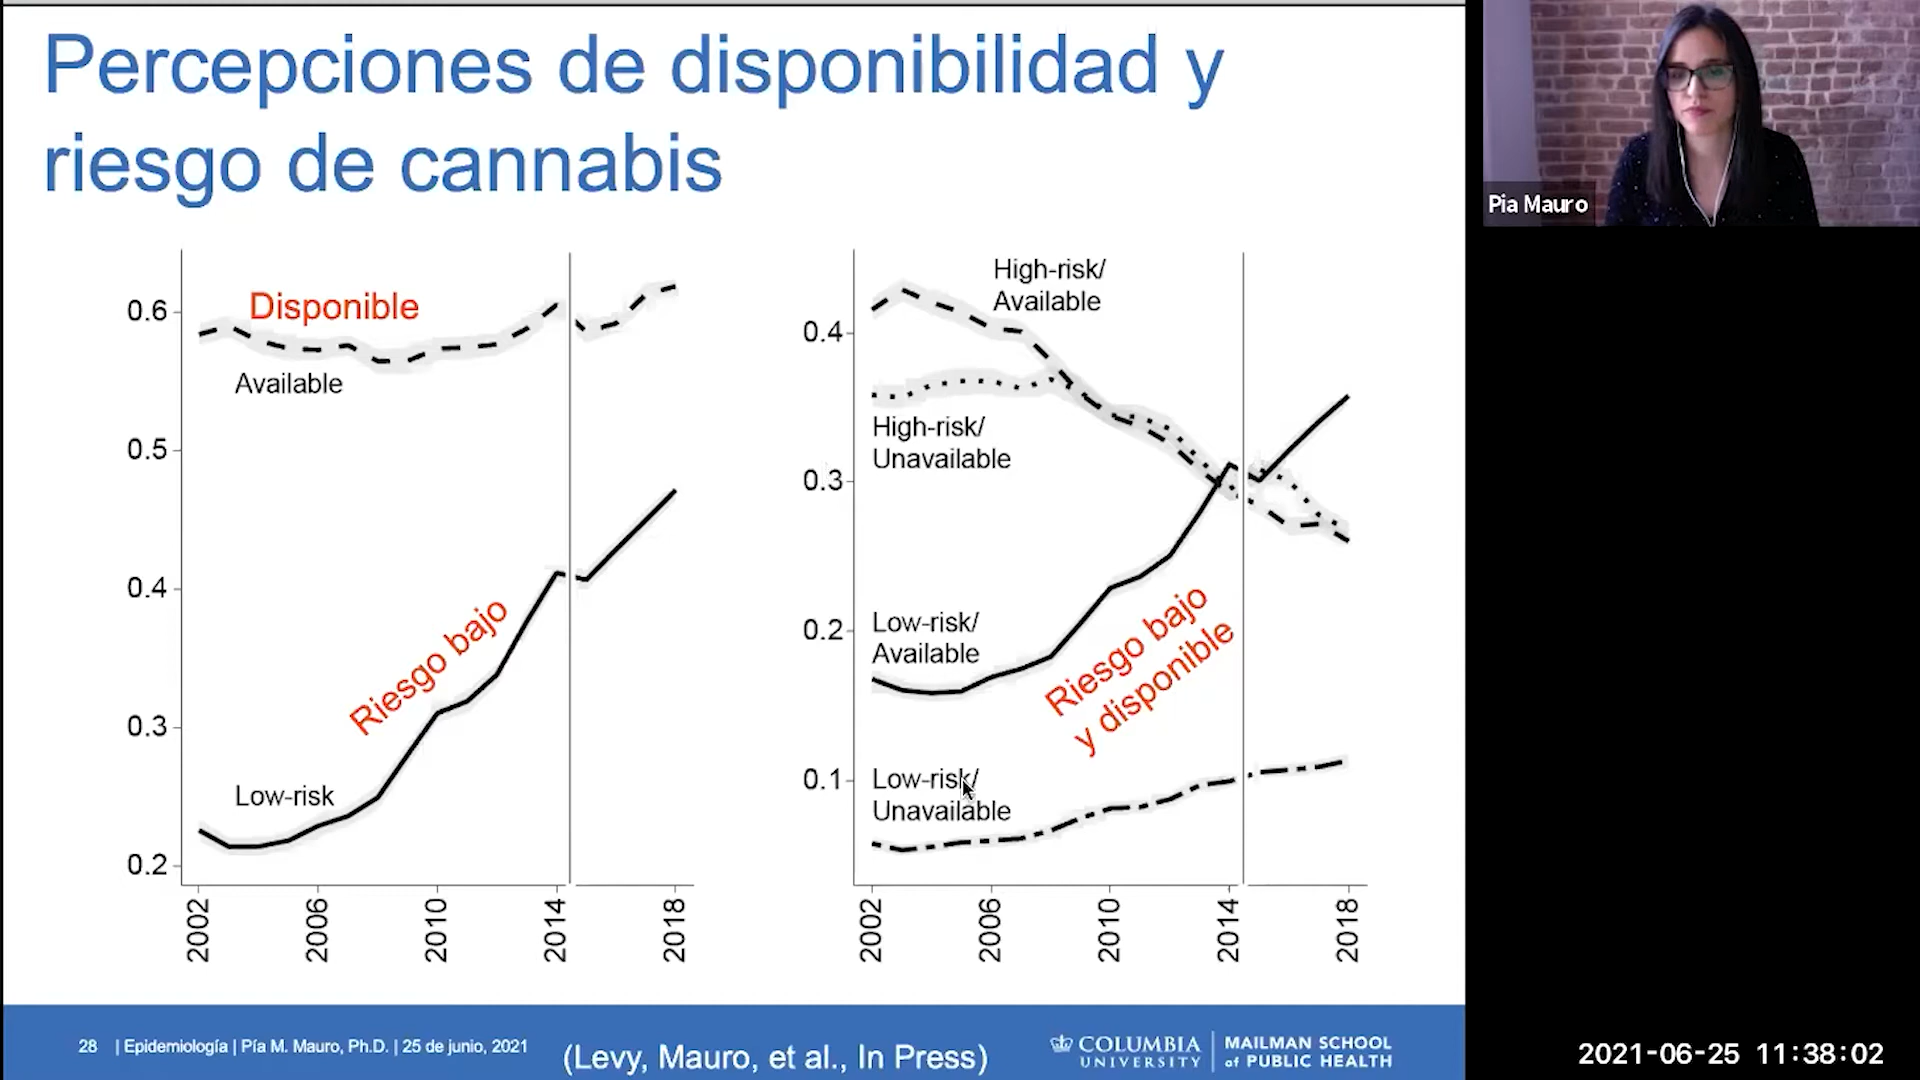 Percepciones de disponibilidad y
riesgo de cannabis
Pia Mauro
0.6
0.5
0.4
0.3
0.2
Disponible
Available
Riesgo bajo
Low-risk
2002
2006
2010
2014
2018
0.4
0.3
0.2
0.1
High-risk/
Available
High-risk/
Unavailable
Low-risk/
Available
Riesgo bajo
y disponible
Low-risk/
Unavailable
2002
2006
2010
2014
2018
28 | Epidemiología | Pía M. Mauro, Ph.D. | 25 de junio, 2021
(Levy, Mauro, et al., In Press)
COLUMBIA
UNIVERSITY
MAILMAN SCHOOL
of PUBLIC HEALTH
2021-06-25 11:38:02